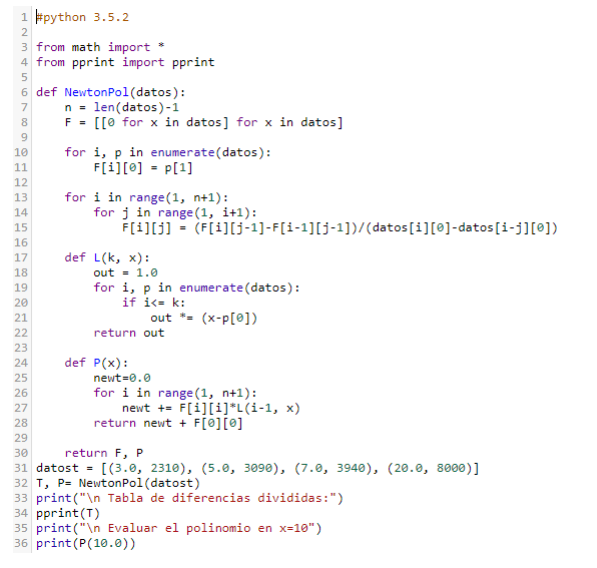 1 #python 3.5.2
2
3 from math import *
4 from pprint import pprint
5
6 def NewtonPol(datos):
7     n = len(datos)-1
8     F = [[0 for x in datos] for x in datos]
9
10     for i, p in enumerate(datos):
11         F[i][0] = p[1]
12
13     for i in range(1, n+1):
14         for j in range(1, i+1):
15             F[i][j] = (F[i][j-1]-F[i-1][j-1])/(datos[i][0]-datos[i-j][0])
16
17     def L(k, x):
18         out = 1.0
19         for i, p in enumerate(datos):
20             if i<= k:
21                 out *= (x-p[0])
22         return out
23
24     def P(x):
25         newt=0.0
26         for i in range(1, n+1):
27             newt += F[i][i]*L(i-1, x)
28         return newt + F[0][0]
29
30     return F, P
31 datost = [(3.0, 2310), (5.0, 3090), (7.0, 3940), (20.0, 8000)]
32 T, P= NewtonPol(datost)
33 print("\n Tabla de diferencias divididas:")
34 pprint(T)
35 print("\n Evaluar el polinomio en x=10")
36 print(P(10.0))